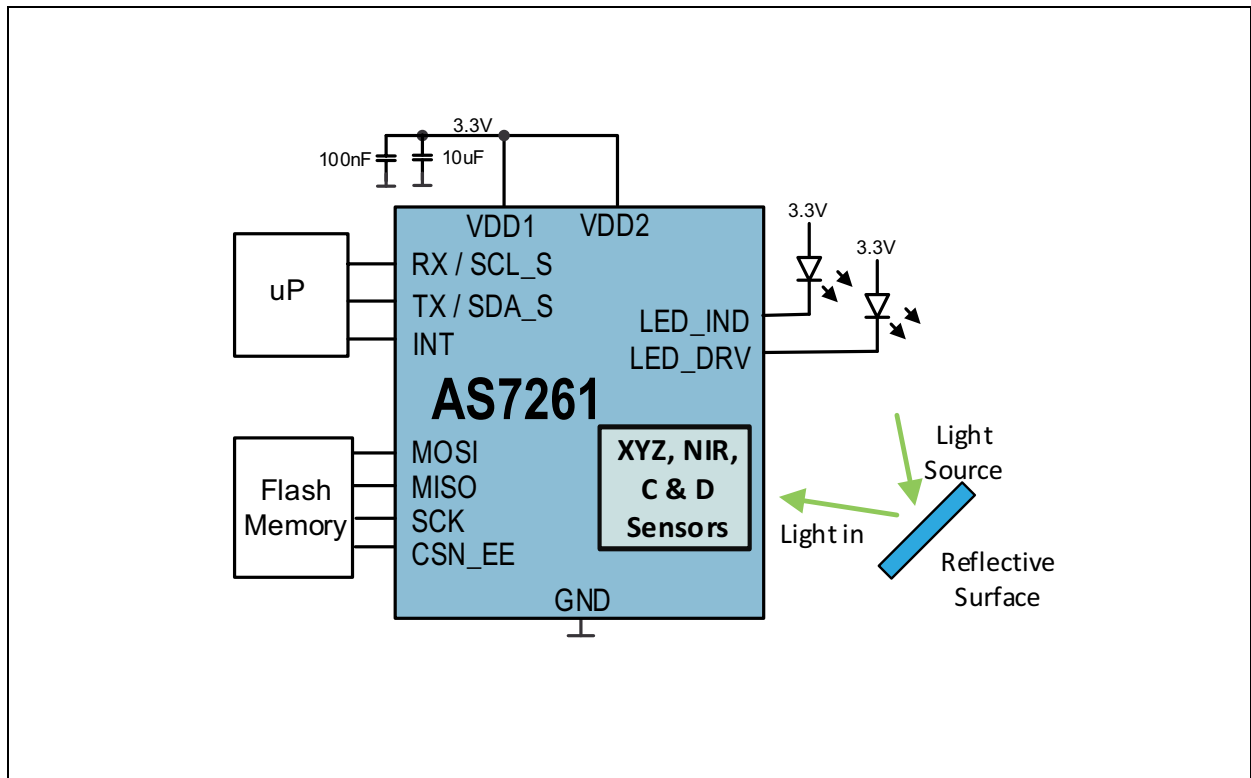 3.3V
100nF
10uF
VDD1
VDD2
3.3V
3.3V
uP
RX / SCL_S
TX / SDA_S
INT
LED_IND
LED_DRV
AS7261
Flash
Memory
MOSI
MISO
SCK
CSN_EE
XYZ, NIR,
C & D
Sensors
Light
Source
Light in
Reflective
Surface
GND